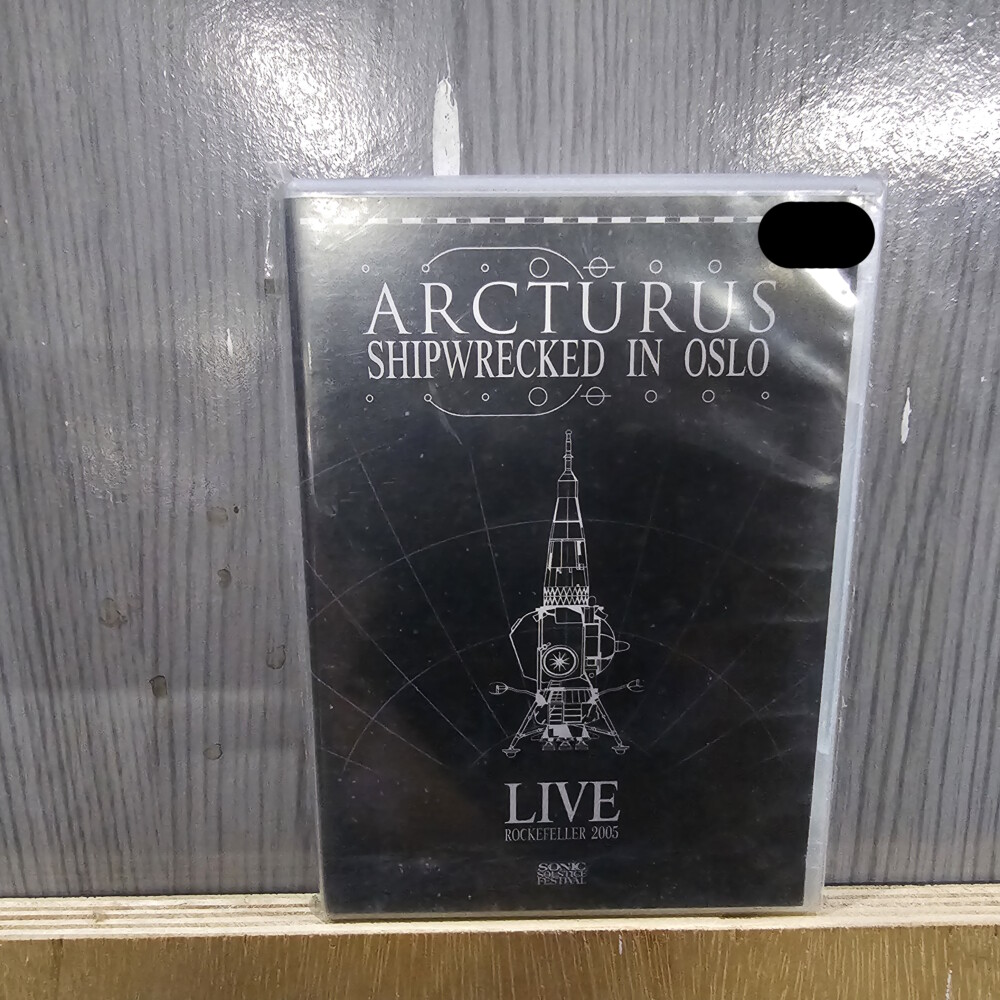 ARCTURUS
SHIPWRECKED IN OSLO
LIVE
ROCKEFELLER 2005
SONIC
SOLSTICE
FESTIVAL